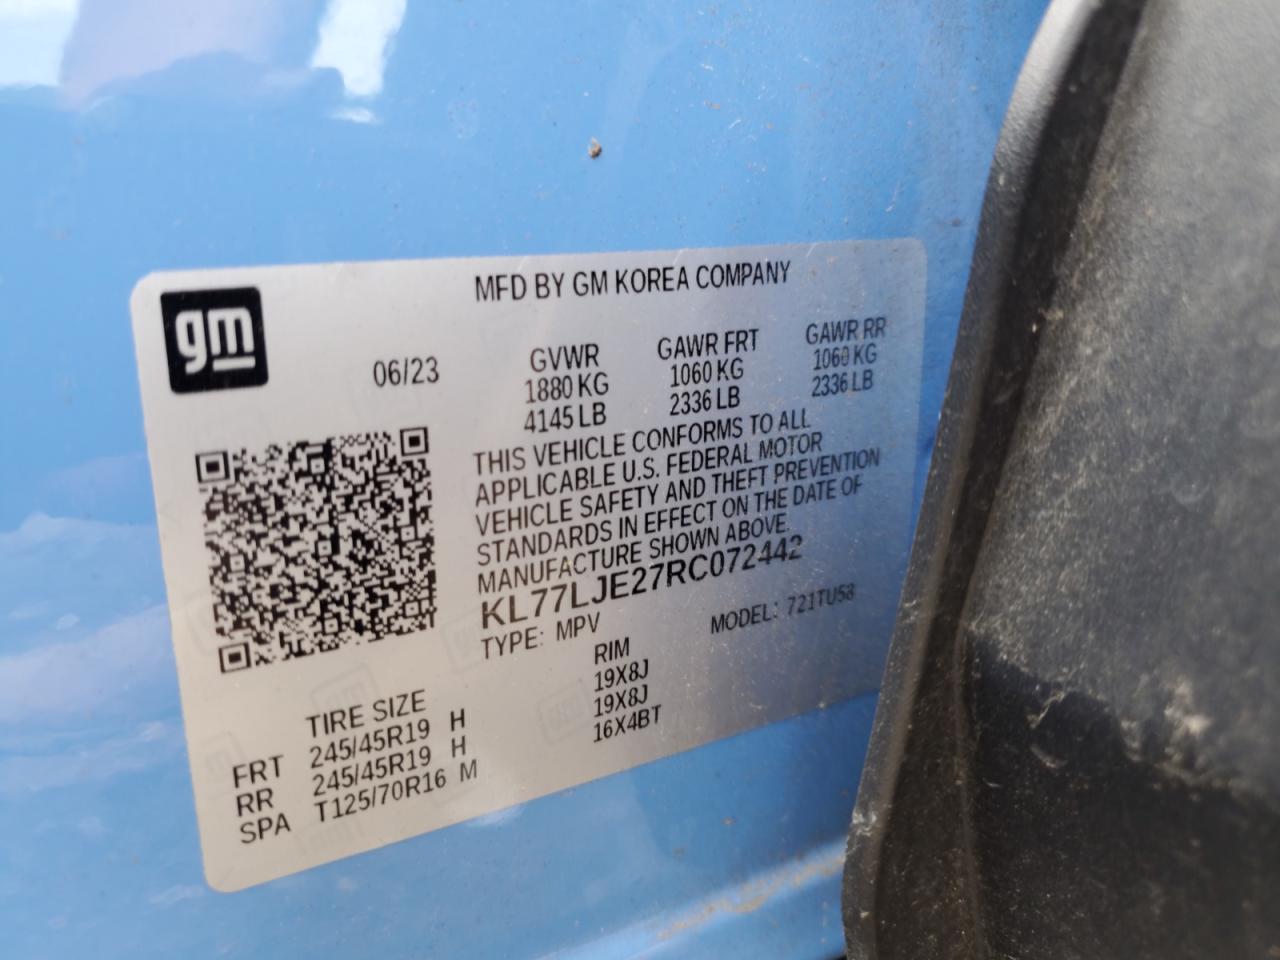 gm
MFD BY GM KOREA COMPANY
06/23
GVWR
1880 KG
4145 LB
GAWR FRT
1060 KG
2336 LB
GAWR RR
1060 KG
2336 LB
THIS VEHICLE CONFORMS TO ALL
APPLICABLE U.S. FEDERAL MOTOR
VEHICLE SAFETY AND THEFT PREVENTION
STANDARDS IN EFFECT ON THE DATE OF
MANUFACTURE SHOWN ABOVE.
KL77LJE27RC072442
TYPE: MPV MODEL: 721TU58
TIRE SIZE RIM
FRT 245/45R19 H 19X8J
RR 245/45R19 H 19X8J
SPA T125/70R16 M 16X4BT